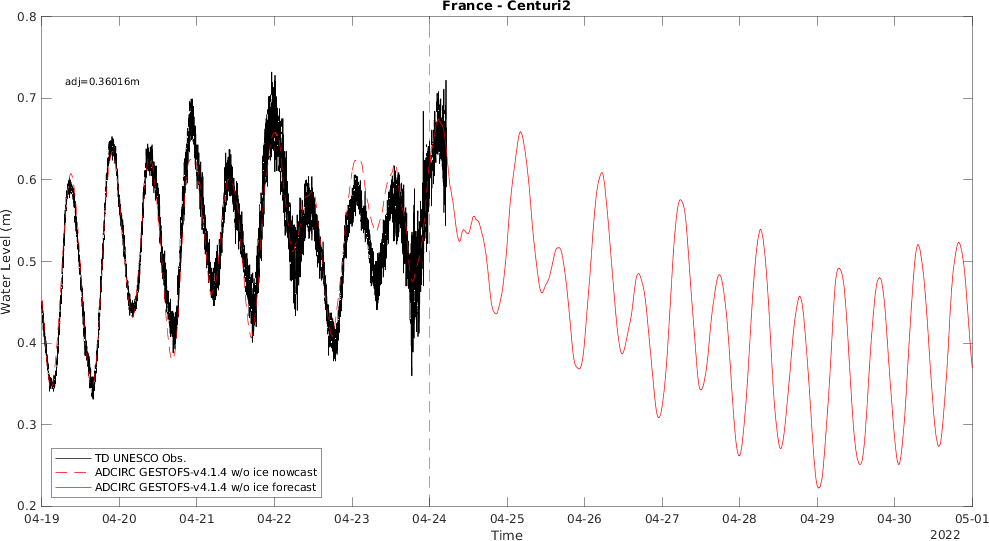 France - Centuri2
adj=0.36016m
Water Level (m)
0.8
0.7
0.6
0.5
0.4
0.3
0.2
TD UNESCO Obs.
ADCIRC GESTOFS-v4.1.4 w/o ice nowcast
ADCIRC GESTOFS-v4.1.4 w/o ice forecast
04-19 04-20 04-21 04-22 04-23 04-24 04-25 04-26 04-27 04-28 04-29 04-30 05-01
Time
2022